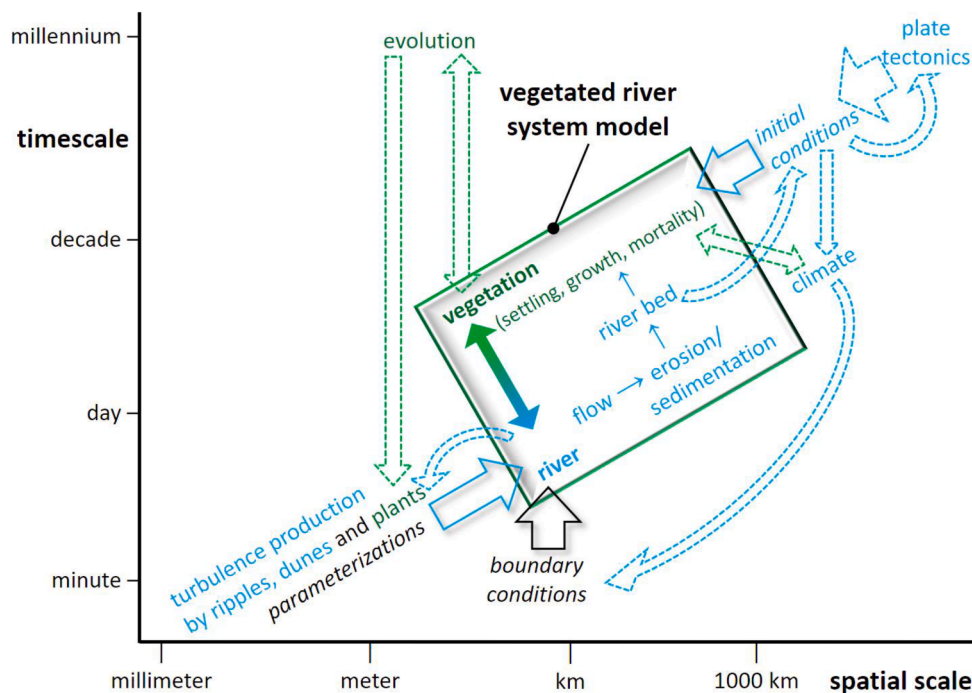 millennium
timescale
decade
day
minute
millimeter
meter
km
1000 km
spatial scale
evolution
vegetated river
system model
plate
tectonics
initial
conditions
climate
vegetation
(settling, growth, mortality)
river bed
flow → erosion/
sedimentation
river
turbulence production
by ripples, dunes and plants
parameterizations
boundary
conditions